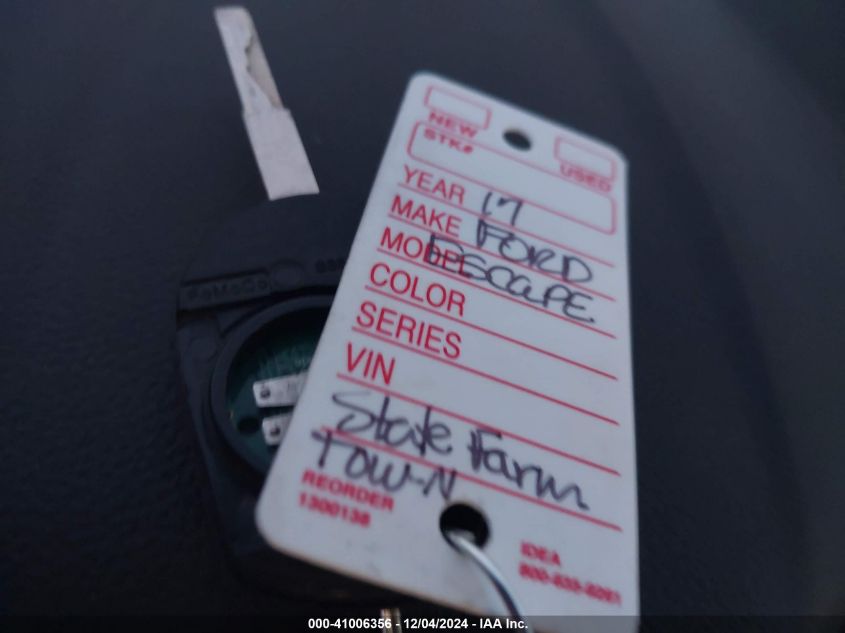 NEW
USED
STK#
YEAR 17
MAKE FORD
MODEL ESCAPE
COLOR
SERIES
VIN
State Farm
TOW-N
REORDER
1300138
IDEA
FoMoCo
000-41006356 - 12/04/2024 - IAA Inc.